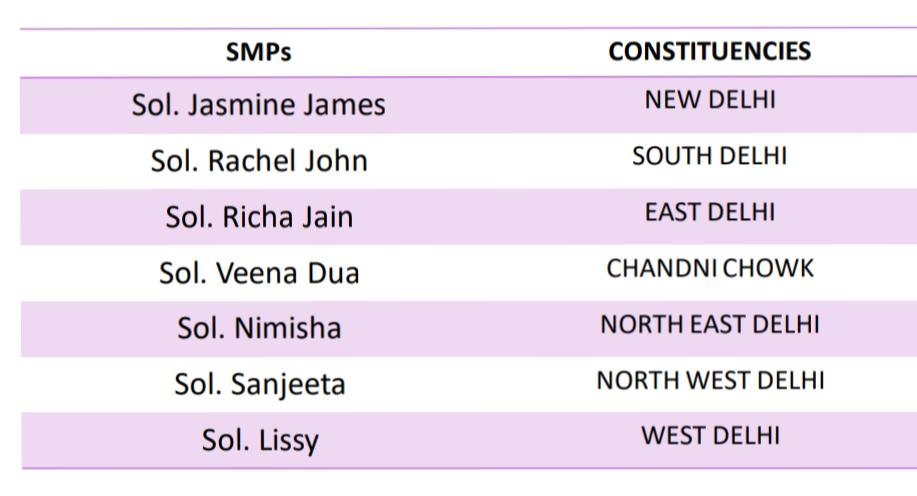 SMPs CONSTITUENCIES
Sol. Jasmine James NEW DELHI
Sol. Rachel John SOUTH DELHI
Sol. Richa Jain EAST DELHI
Sol. Veena Dua CHANDNI CHOWK
Sol. Nimisha NORTH EAST DELHI
Sol. Sanjeeta NORTH WEST DELHI
Sol. Lissy WEST DELHI